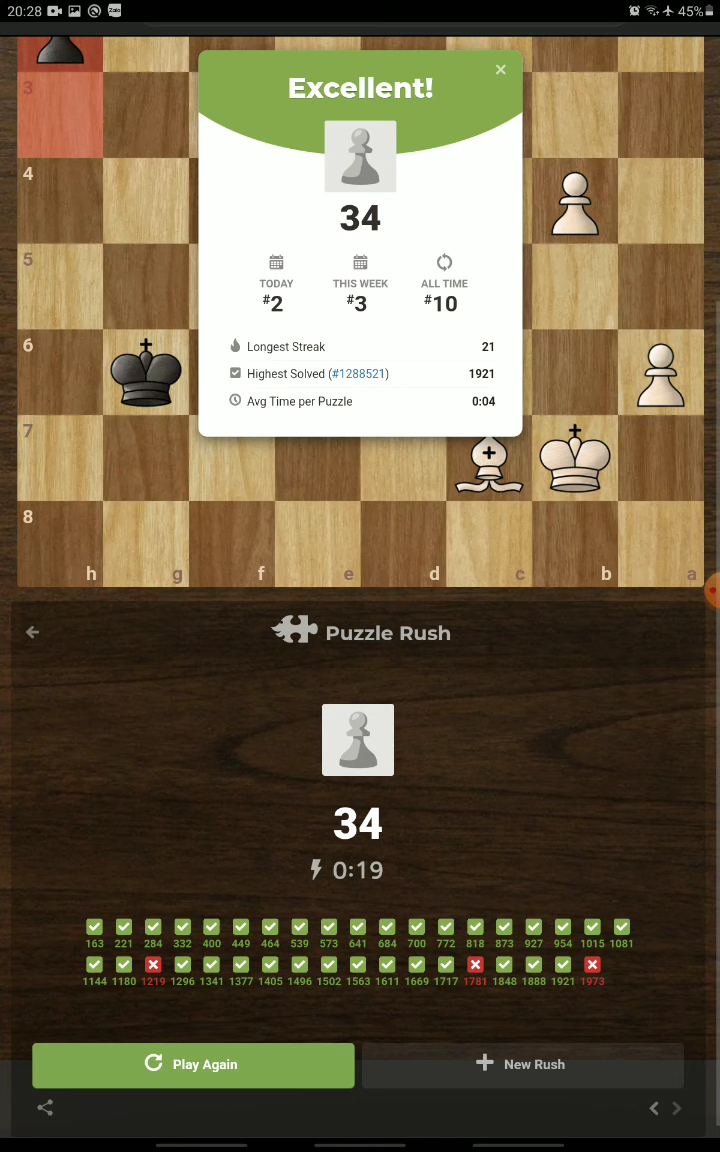 20:28 Zalo 45%
3
Excellent!
×
4
34
5
TODAY THIS WEEK ALL TIME
#2 #3 #10
6
Longest Streak 21
Highest Solved (#1288521) 1921
Avg Time per Puzzle 0:04
7
8
h g f e d c b a
Puzzle Rush
34
0:19
163 221 284 332 400 449 464 539 573 641 684 700 772 818 873 927 954 1015 1081
1144 1180 1219 1296 1341 1377 1405 1496 1502 1563 1611 1669 1717 1781 1848 1888 1921 1973
Play Again
New Rush